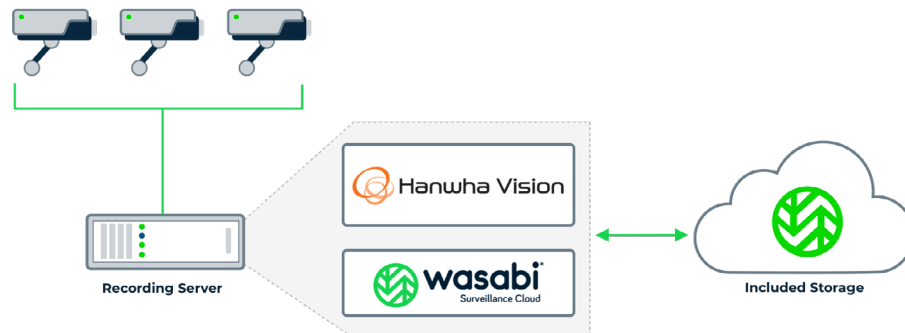 Hanwha Vision
wasabi
Surveillance Cloud
Recording Server
Included Storage